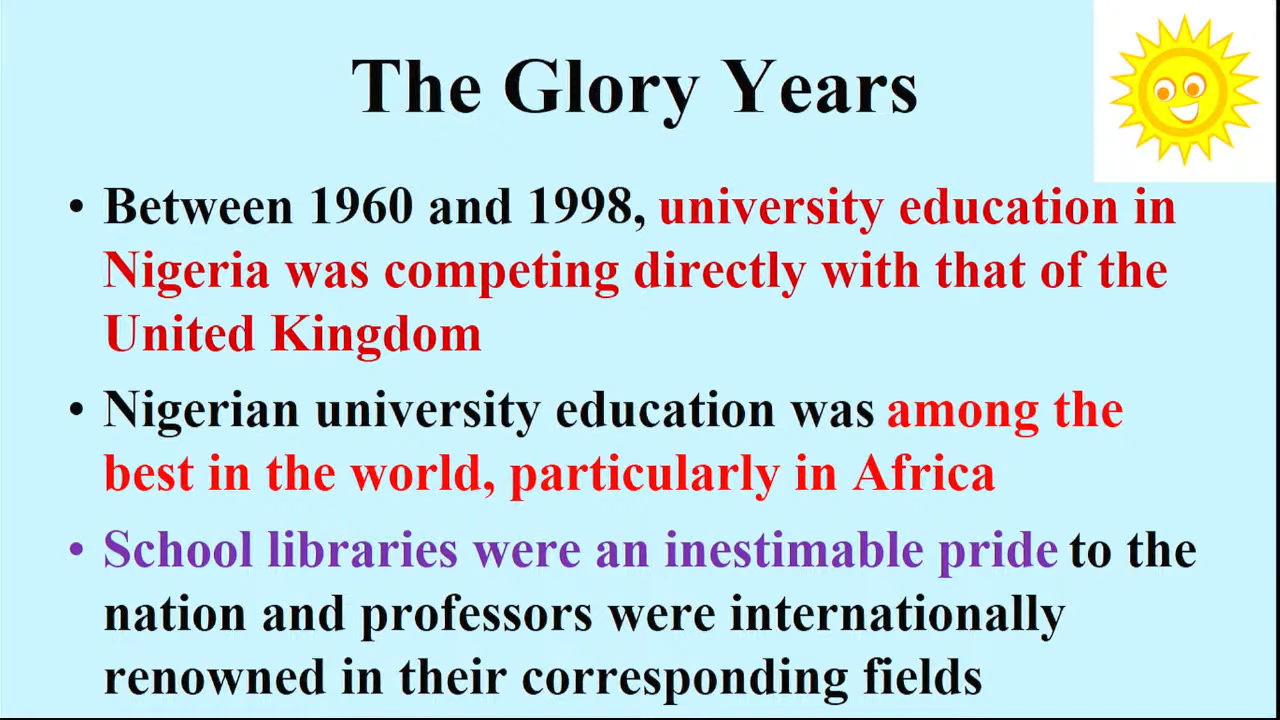 The Glory Years
• Between 1960 and 1998, university education in
Nigeria was competing directly with that of the
United Kingdom
• Nigerian university education was among the
best in the world, particularly in Africa
• School libraries were an inestimable pride to the
nation and professors were internationally
renowned in their corresponding fields